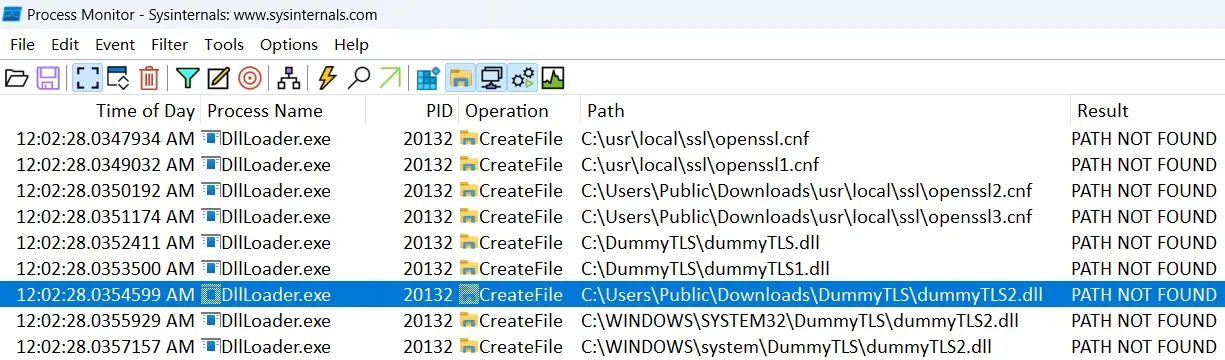 Process Monitor - Sysinternals: www.sysinternals.com
File Edit Event Filter Tools Options Help
Time of Day Process Name PID Operation Path Result
12:02:28.0347934 AM DllLoader.exe 20132 CreateFile C:\usr\local\ssl\openssl.cnf PATH NOT FOUND
12:02:28.0349032 AM DllLoader.exe 20132 CreateFile C:\usr\local\ssl\openssl1.cnf PATH NOT FOUND
12:02:28.0350192 AM DllLoader.exe 20132 CreateFile C:\Users\Public\Downloads\usr\local\ssl\openssl2.cnf PATH NOT FOUND
12:02:28.0351174 AM DllLoader.exe 20132 CreateFile C:\Users\Public\Downloads\usr\local\ssl\openssl3.cnf PATH NOT FOUND
12:02:28.0352411 AM DllLoader.exe 20132 CreateFile C:\DummyTLS\dummyTLS.dll PATH NOT FOUND
12:02:28.0353500 AM DllLoader.exe 20132 CreateFile C:\DummyTLS\dummyTLS1.dll PATH NOT FOUND
12:02:28.0354599 AM DllLoader.exe 20132 CreateFile C:\Users\Public\Downloads\DummyTLS\dummyTLS2.dll PATH NOT FOUND
12:02:28.0355929 AM DllLoader.exe 20132 CreateFile C:\WINDOWS\SYSTEM32\DummyTLS\dummyTLS2.dll PATH NOT FOUND
12:02:28.0357157 AM DllLoader.exe 20132 CreateFile C:\WINDOWS\system\DummyTLS\dummyTLS2.dll PATH NOT FOUND